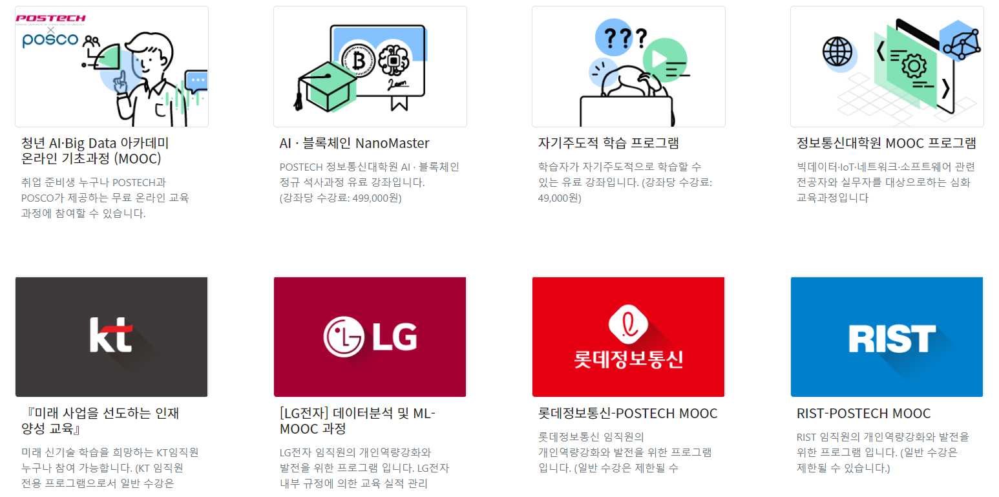 POSTECH
posco
청년 AI·Big Data 아카데미
온라인 기초과정 (MOOC)
취업 준비생 누구나 POSTECH과
POSCO가 제공하는 무료 온라인 교육
과정에 참여할 수 있습니다.
AI · 블록체인 NanoMaster
POSTECH 정보통신대학원 AI · 블록체인
정규 석사과정 유료 강좌입니다.
(강좌당 수강료: 499,000원)
???
자기주도적 학습 프로그램
학습자가 자기주도적으로 학습할 수
있는 유료 강좌입니다. (강좌당 수강료:
49,000원)
정보통신대학원 MOOC 프로그램
빅데이터·IoT·네트워크·소프트웨어 관련
전공자와 실무자를 대상으로하는 심화
교육과정입니다
kt
『미래 사업을 선도하는 인재
양성 교육』
미래 신기술 학습을 희망하는 KT임직원
누구나 참여 가능합니다. (KT 임직원
전용 프로그램으로서 일반 수강은
LG
[LG전자] 데이터분석 및 ML-
MOOC 과정
LG전자 임직원의 개인역량강화와
발전을 위한 프로그램 입니다. LG전자
내부 규정에 의한 교육 실적 관리
롯데정보통신
롯데정보통신-POSTECH MOOC
롯데정보통신 임직원의
개인역량강화와 발전을 위한 프로그램
입니다. (일반 수강은 제한될 수
RIST
RIST-POSTECH MOOC
RIST 임직원의 개인역량강화와 발전을
위한 프로그램 입니다. (일반 수강은
제한될 수 있습니다.)